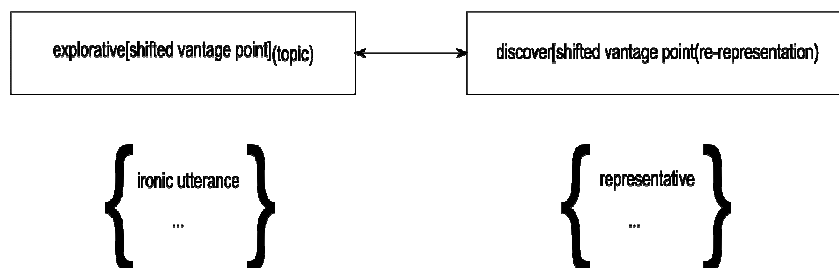 explorative[shifted vantage point](topic)
discover[shifted vantage point(re-representation)
ironic utterance
...
representative
...